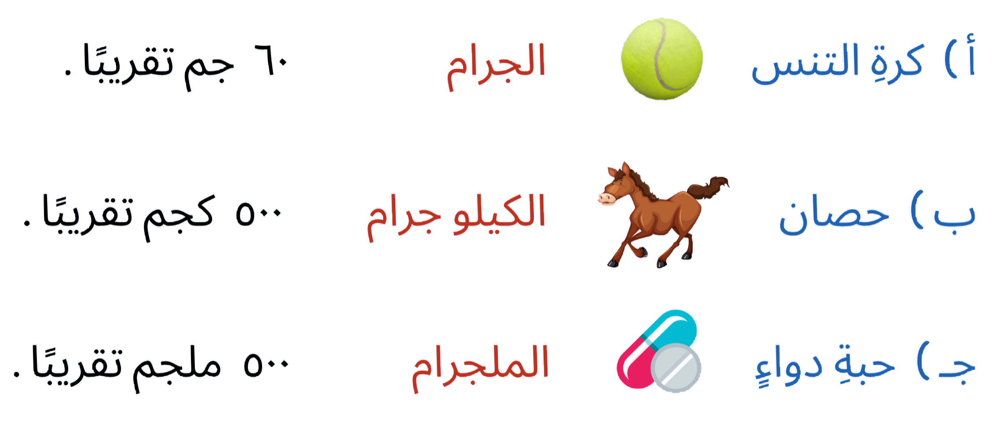 أ ) كرةِ التنس الجرام ٦٠ جم تقريبًا .
ب ) حصان الكيلو جرام ٥٠٠ كجم تقريبًا .
جـ ) حبةِ دواءٍ الملجرام ٥٠٠ ملجم تقريبًا .